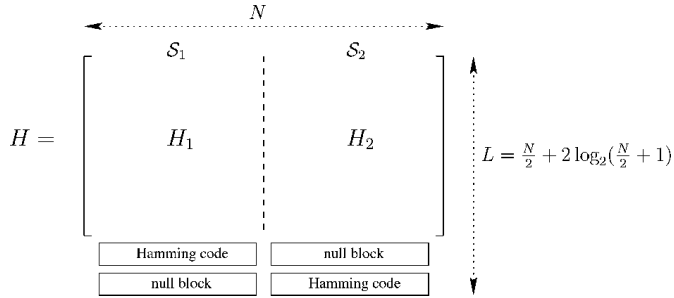 N
S₁ S₂
H = H₁ H₂
L = N/2 + 2 log₂(N/2 + 1)
Hamming code null block
null block Hamming code